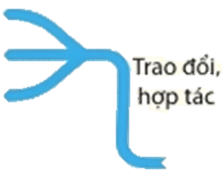 Trao đổi,
hợp tác